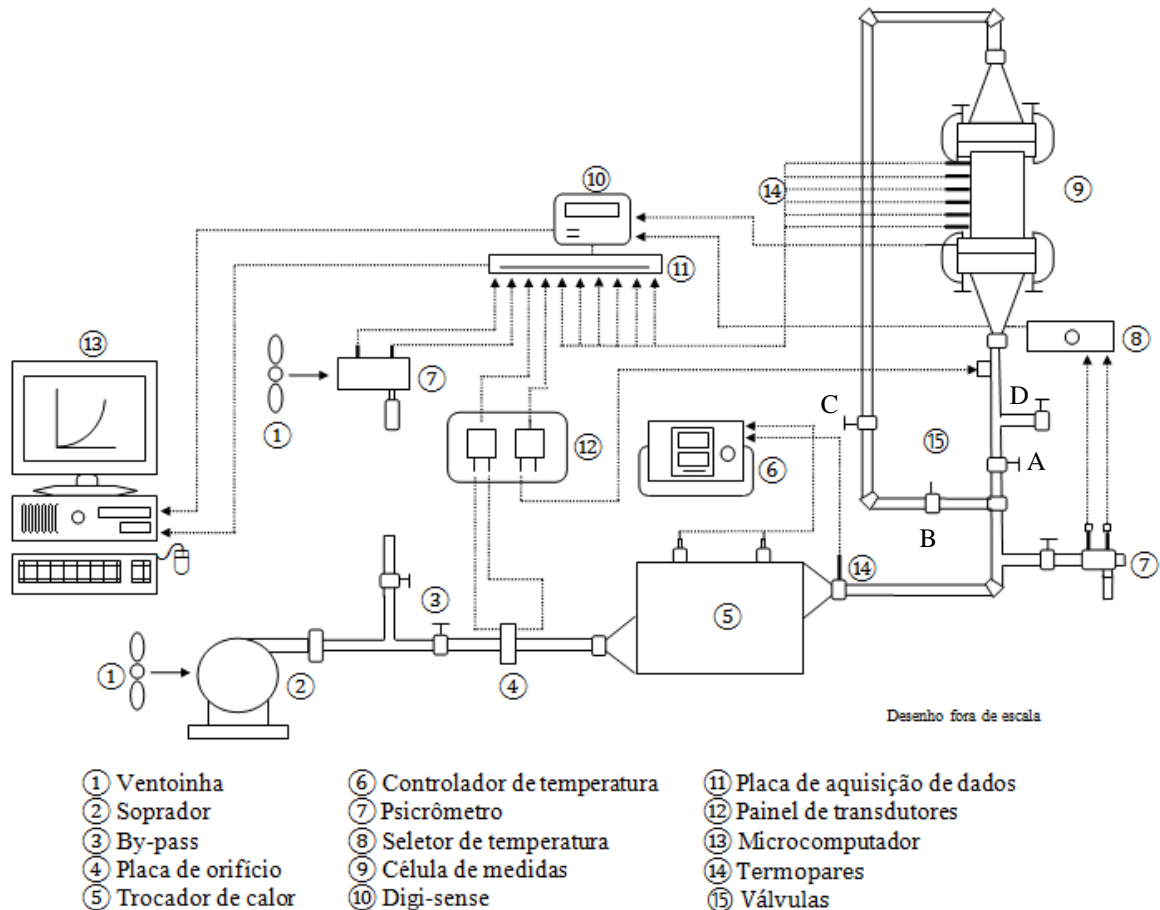 ⑩
⑭
⑨
⑪
⑬
⑧
⑦
①
C
D
⑫
⑥
⑮
A
B
③
⑭
⑦
⑤
①
②
④
Desenho fora de escala
① Ventoinha
② Soprador
③ By-pass
④ Placa de orifício
⑤ Trocador de calor
⑥ Controlador de temperatura
⑦ Psicrômetro
⑧ Seletor de temperatura
⑨ Célula de medidas
⑩ Digi-sense
⑪ Placa de aquisição de dados
⑫ Painel de transdutores
⑬ Microcomputador
⑭ Termopares
⑮ Válvulas